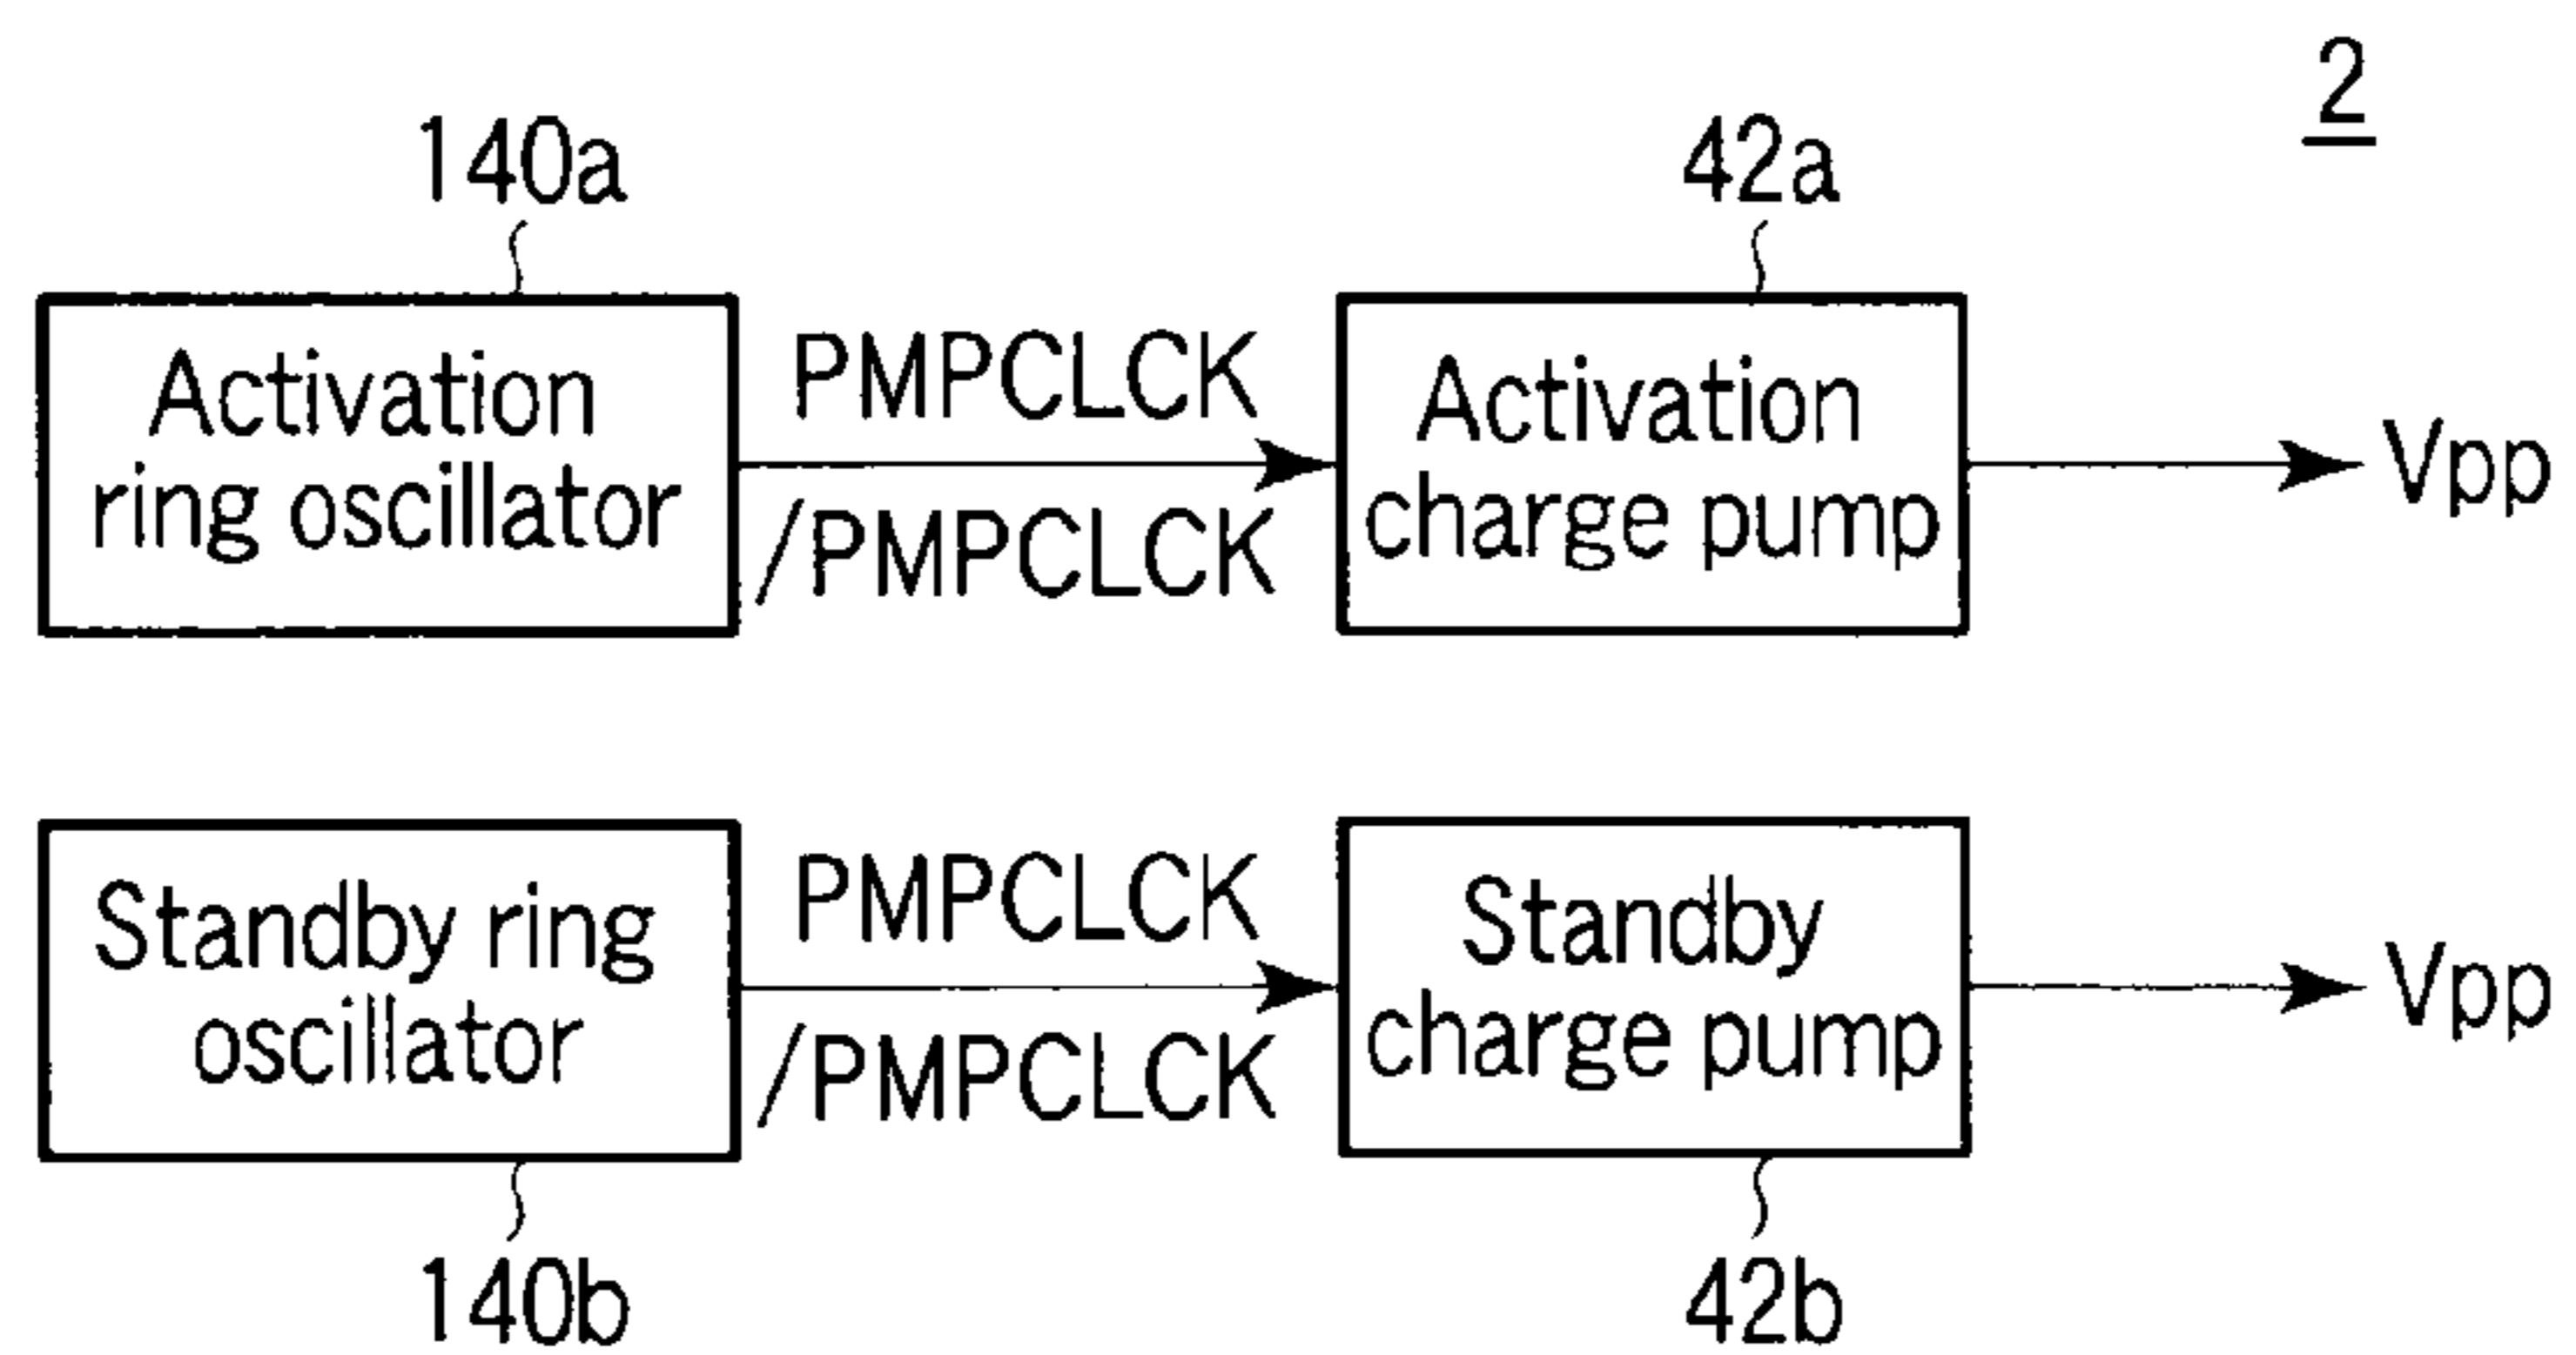 2
140a
42a
Activation
ring oscillator
PMPCLCK
/PMPCLCK
Activation
charge pump
Vpp
Standby ring
oscillator
PMPCLCK
/PMPCLCK
Standby
charge pump
Vpp
140b
42b